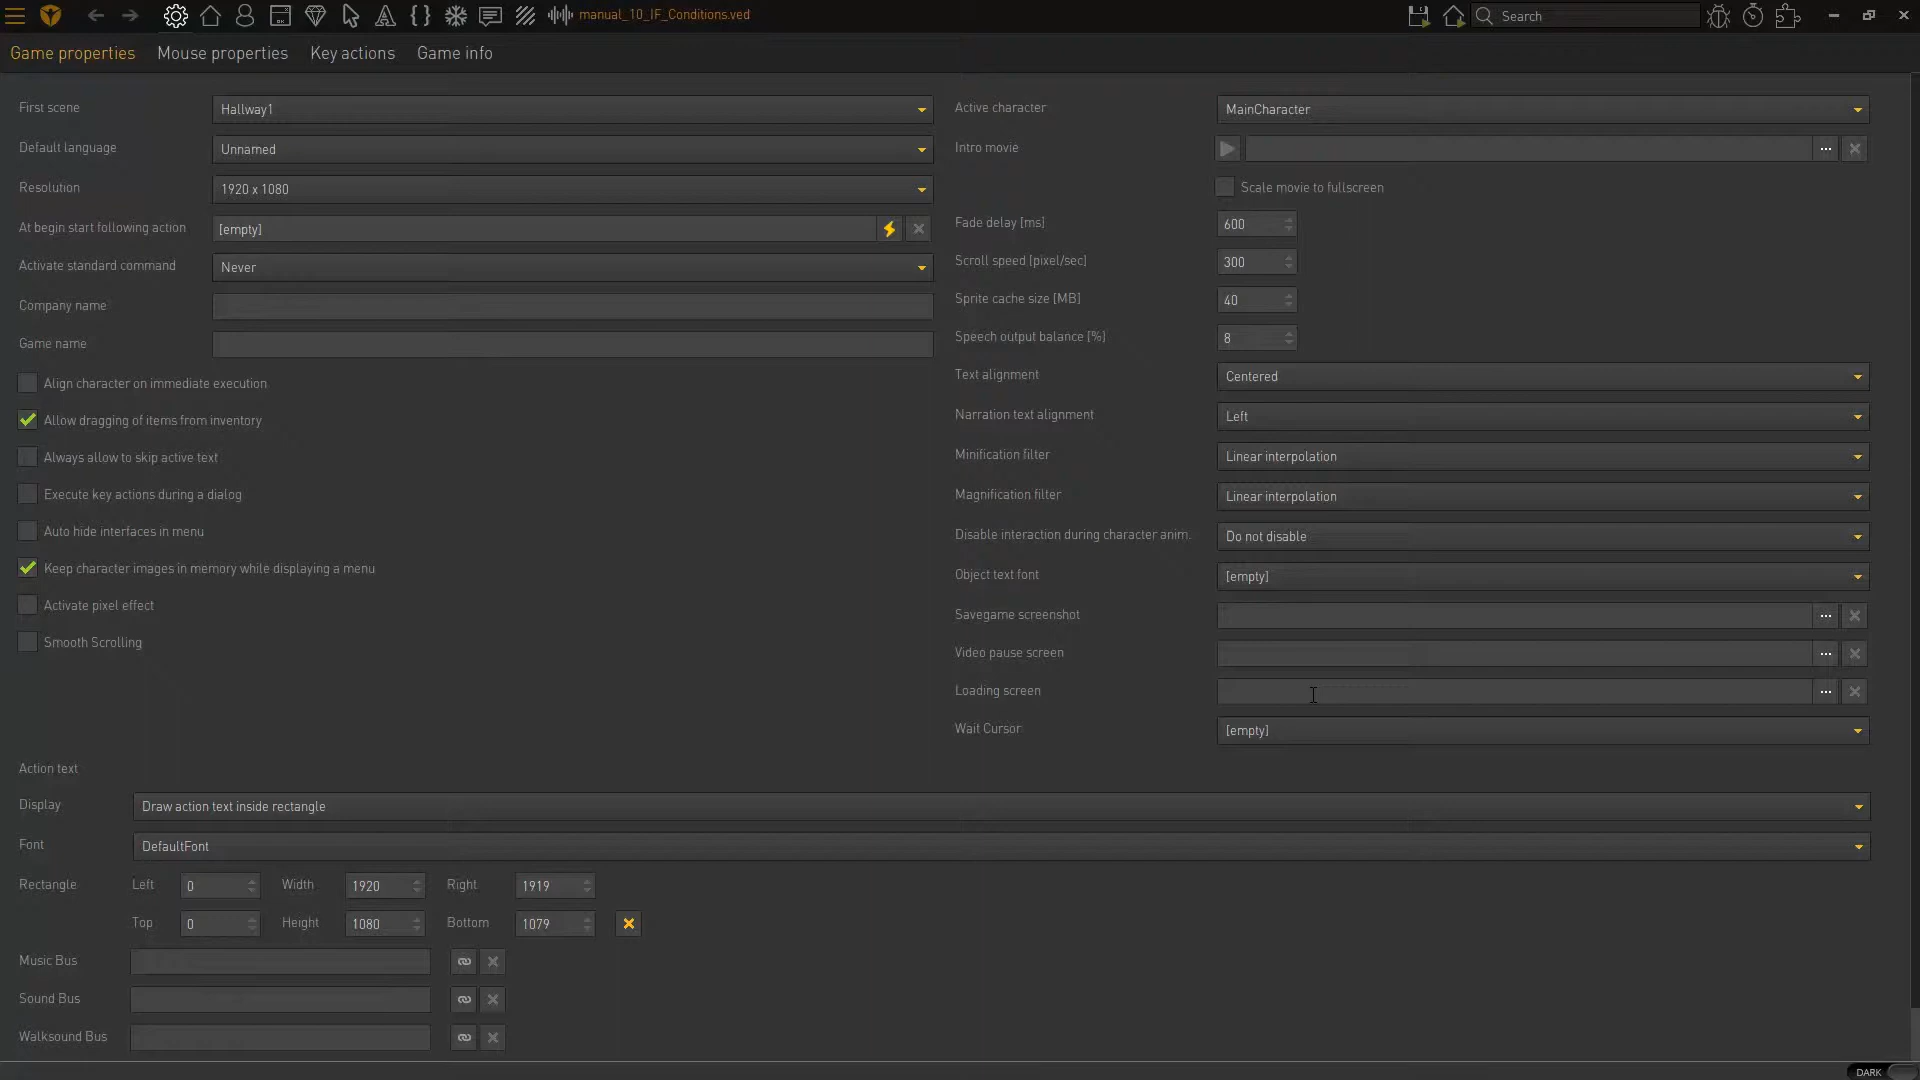 manual_10_IF_Conditions.ved
Search
Game properties
Mouse properties
Key actions
Game info
First scene
Hallway1
Default language
Unnamed
Resolution
1920 x 1080
At begin start following action
[empty]
Activate standard command
Never
Company name
Game name
Align character on immediate execution
Allow dragging of items from inventory
Always allow to skip active text
Execute key actions during a dialog
Auto hide interfaces in menu
Keep character images in memory while displaying a menu
Activate pixel effect
Smooth Scrolling
Active character
MainCharacter
Intro movie
...
Scale movie to fullscreen
Fade delay [ms]
600
Scroll speed [pixel/sec]
300
Sprite cache size [MB]
40
Speech output balance [%]
8
Text alignment
Centered
Narration text alignment
Left
Minification filter
Linear interpolation
Magnification filter
Linear interpolation
Disable interaction during character anim.
Do not disable
Object text font
[empty]
Savegame screenshot
...
Video pause screen
...
Loading screen
...
Wait Cursor
[empty]
Action text
Display
Draw action text inside rectangle
Font
DefaultFont
Rectangle
Left
0
Width
1920
Right
1919
Top
0
Height
1080
Bottom
1079
Music Bus
Sound Bus
Walksound Bus
DARK